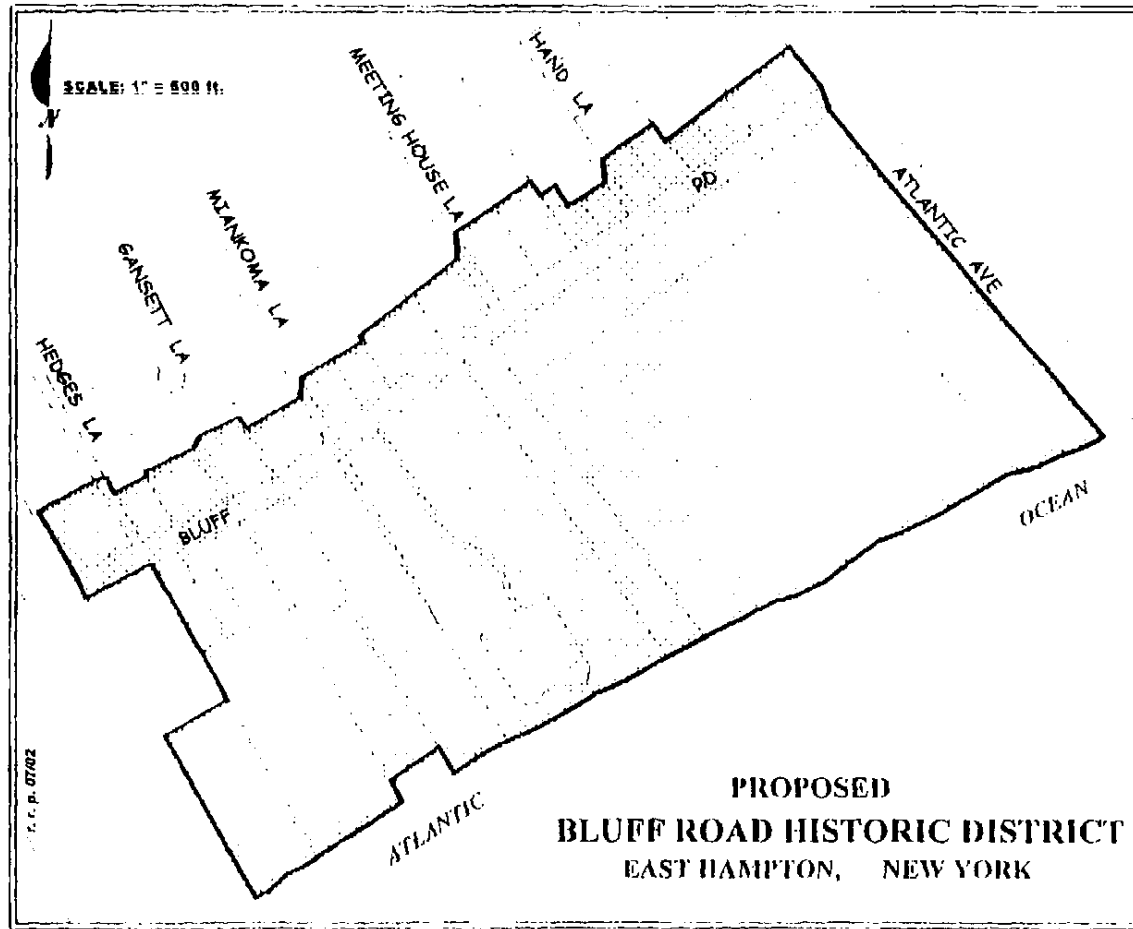 SCALE: 1" = 600 ft.
N
HAND LA
MEETING HOUSE LA
MIANKOMA LA
GANSETT LA
HEDGES LA
BLUFF RD
ATLANTIC AVE
ATLANTIC OCEAN
r. r. p. 07/02
PROPOSED
BLUFF ROAD HISTORIC DISTRICT
EAST HAMPTON, NEW YORK